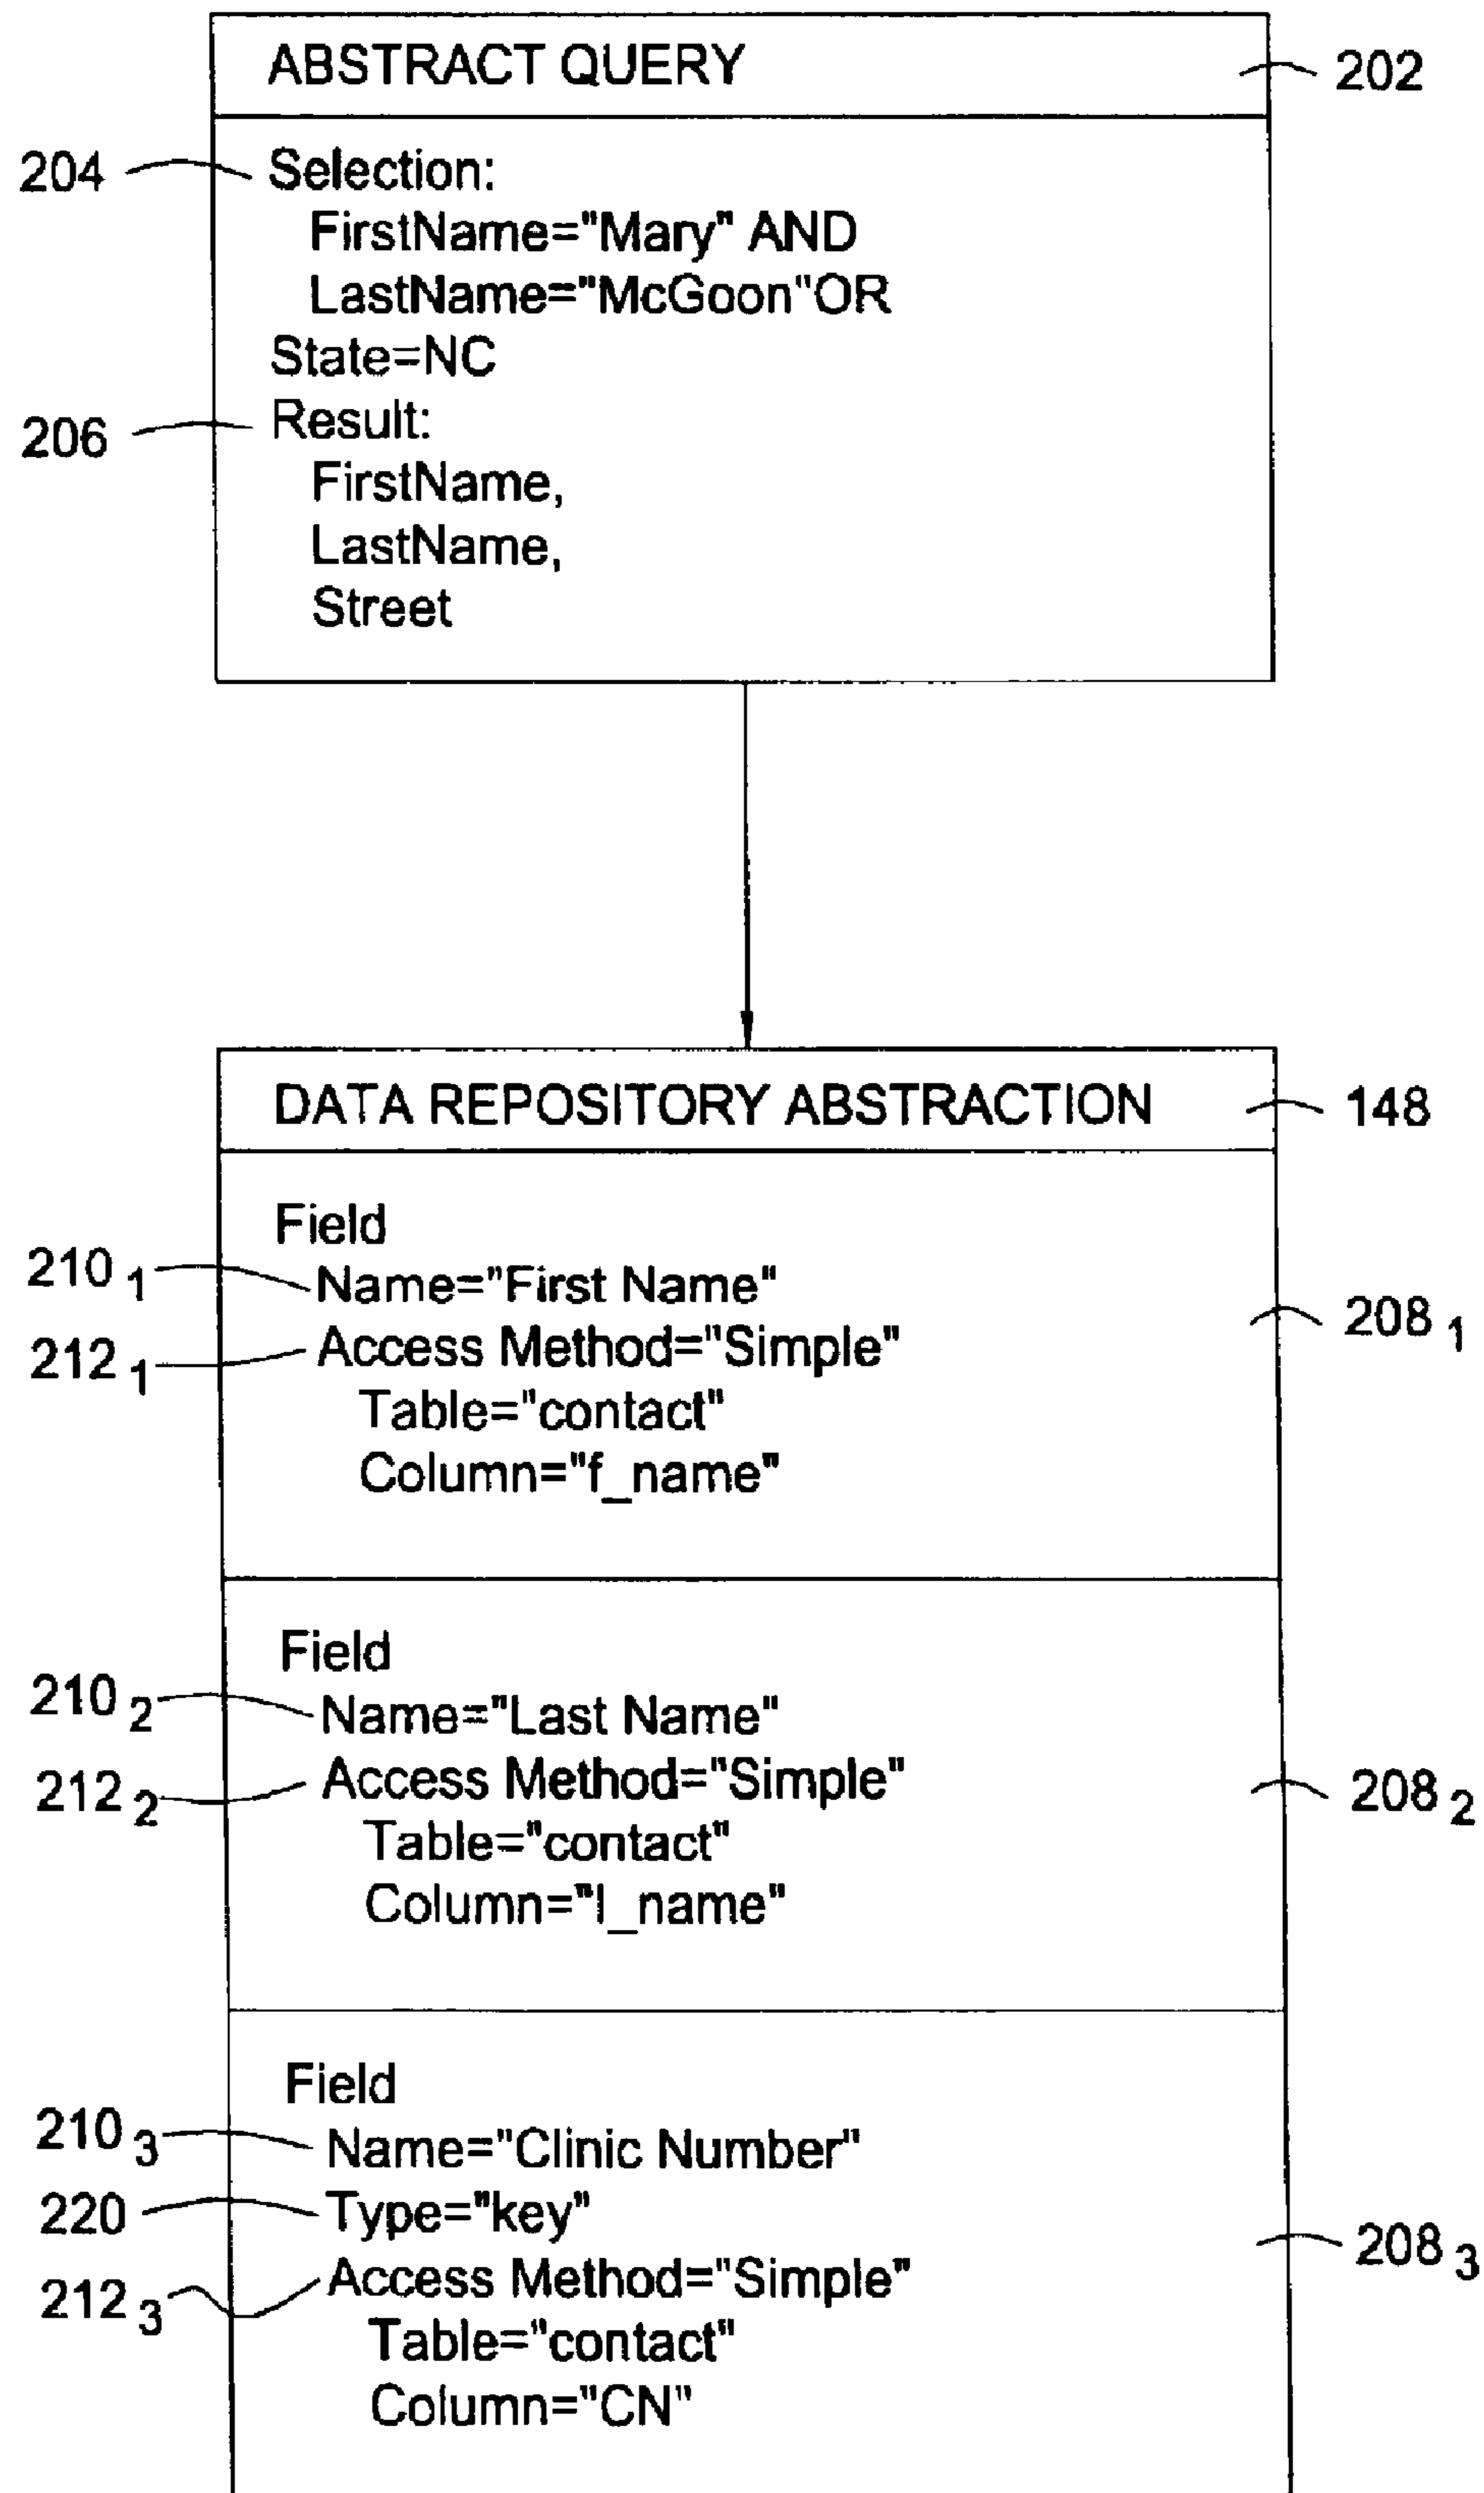 ABSTRACT QUERY
202
204
Selection:
FirstName="Mary" AND
LastName="McGoon"OR
State=NC
206
Result:
FirstName,
LastName,
Street
DATA REPOSITORY ABSTRACTION
148
Field
210 1
Name="First Name"
208 1
212 1
Access Method="Simple"
Table="contact"
Column="f_name"
Field
210 2
Name="Last Name"
212 2
Access Method="Simple"
208 2
Table="contact"
Column="l_name"
Field
210 3
Name="Clinic Number"
220
Type="key"
208 3
212 3
Access Method="Simple"
Table="contact"
Column="CN"